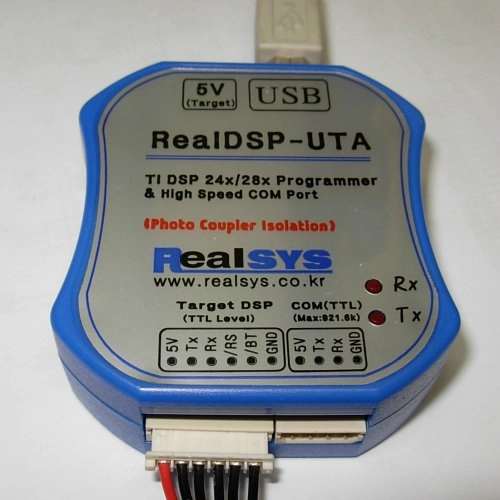 5V
(Target)
USB
RealDSP-UTA
TI DSP 24x/28x Programmer
& High Speed COM Port
(Photo Coupler Isolation)
RealSYS
www.realsys.co.kr
Rx
Tx
Target DSP
(TTL Level)
5V Tx Rx /RS /BT GND
COM(TTL)
(Max:921.6k)
5V Tx Rx GND